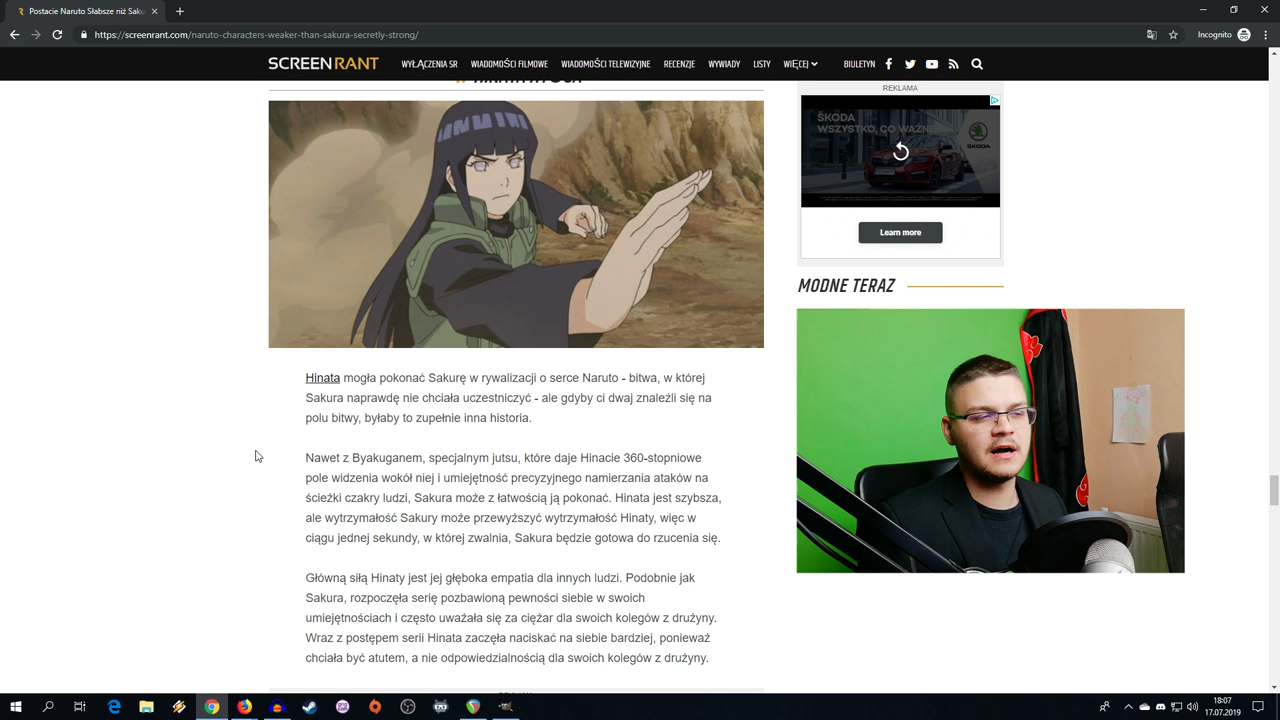 Postacie Naruto Słabsze niż Saku
https://screenrant.com/naruto-characters-weaker-than-sakura-secretly/
Incognito
SCREENRANT
WYŁĄCZENIA SR
WIADOMOŚCI FILMOWE
WIADOMOŚCI TELEWIZYJNE
RECENZJE
WYWIADY
LISTY
WIĘCEJ
BIULETYN
REKLAMA
ŠKODA
WSZYSTKO, CO WAŻNE
ŠKODA
Learn more
MODNE TERAZ
Hinata mogła pokonać Sakurę w rywalizacji o serce Naruto - bitwa, w której
Sakura naprawdę nie chciała uczestniczyć - ale gdyby ci dwaj znaleźli się na
polu bitwy, byłaby to zupełnie inna historia.
Nawet z Byakuganem, specjalnym jutsu, które daje Hinacie 360-stopniowe
pole widzenia wokół niej i umiejętność precyzyjnego namierzania ataków na
ścieżki czakry ludzi, Sakura może z łatwością ją pokonać. Hinata jest szybsza,
ale wytrzymałość Sakury może przewyższyć wytrzymałość Hinaty, więc w
ciągu jednej sekundy, w której zwalnia, Sakura będzie gotowa do rzucenia się.
Główną siłą Hinaty jest jej głęboka empatia dla innych ludzi. Podobnie jak
Sakura, rozpoczęła serię pozbawioną pewności siebie w swoich
umiejętnościach i często uważała się za ciężar dla swoich kolegów z drużyny.
Wraz z postępem serii Hinata zaczęła naciskać na siebie bardziej, ponieważ
chciała być atutem, a nie odpowiedzialnością dla swoich kolegów z drużyny.
18:07
17.07.2019